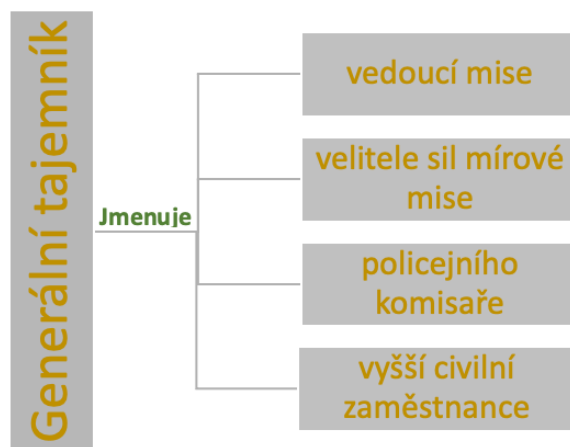 Generální tajemník
Jmenuje
vedoucí mise
velitele sil mírové
mise
policejního
komisaře
vyšší civilní
zaměstnance